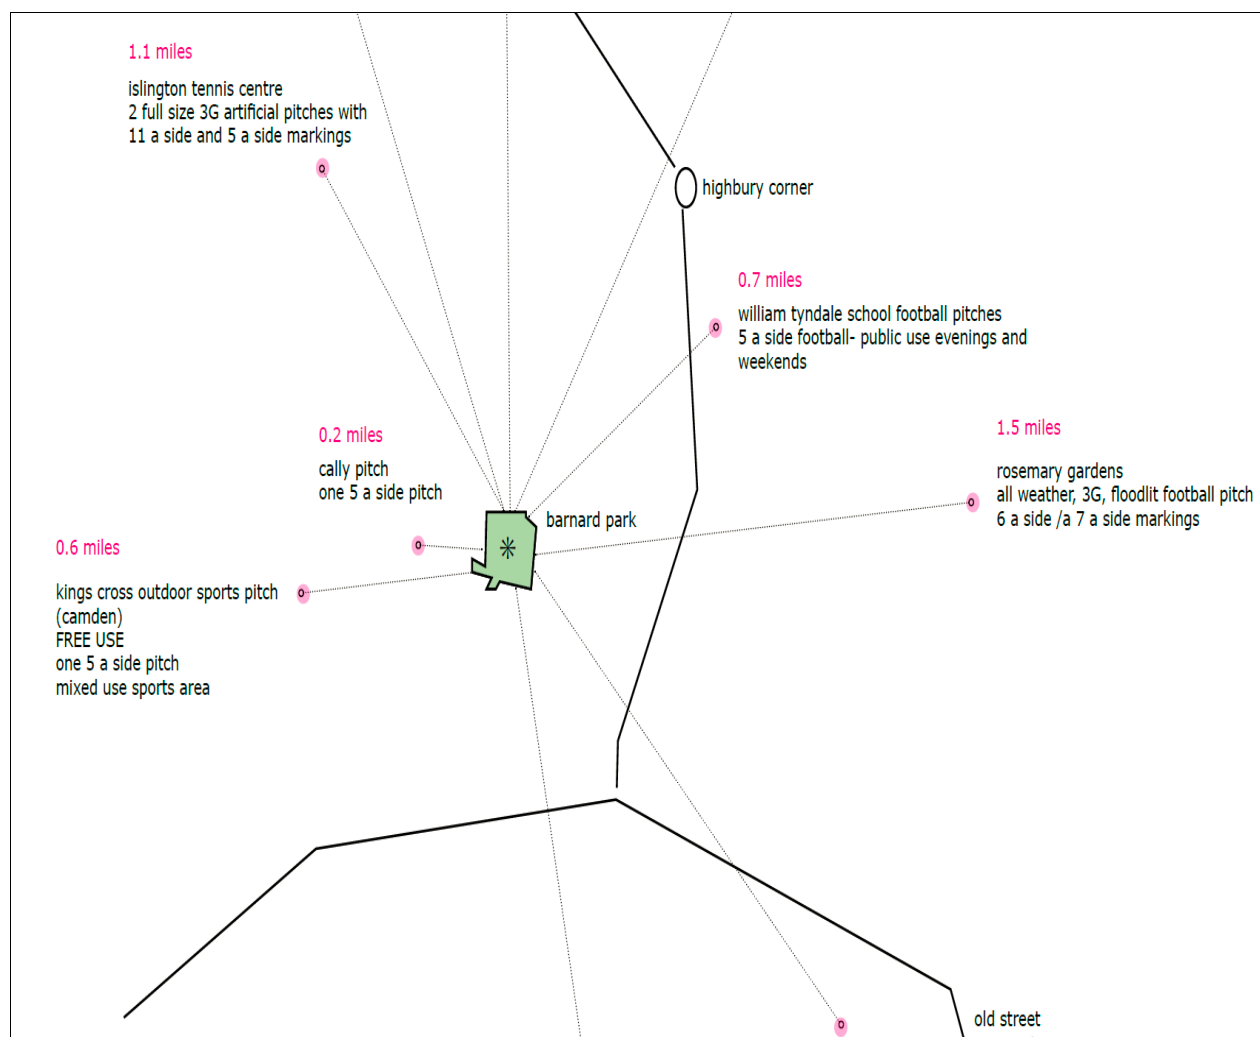 1.1 miles
islington tennis centre
2 full size 3G artificial pitches with
11 a side and 5 a side markings
highbury corner
0.7 miles
william tyndale school football pitches
5 a side football- public use evenings and
weekends
0.2 miles
cally pitch
one 5 a side pitch
1.5 miles
rosemary gardens
all weather, 3G, floodlit football pitch
6 a side /a 7 a side markings
barnard park
0.6 miles
kings cross outdoor sports pitch
(camden)
FREE USE
one 5 a side pitch
mixed use sports area
old street